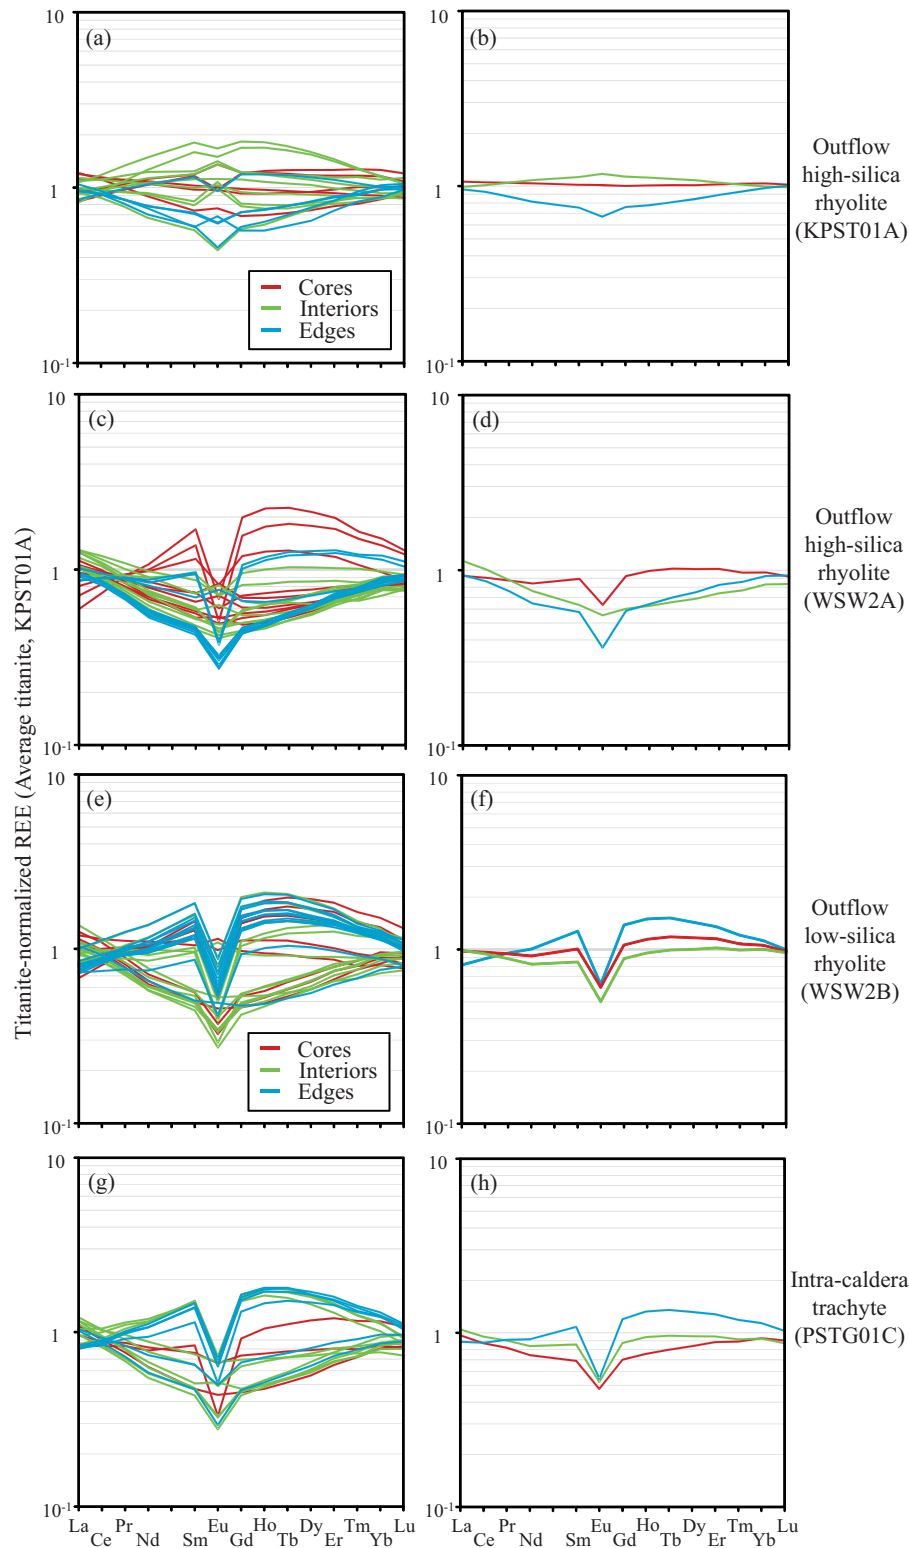 10
(a)
1
Cores
Interiors
Edges
10-1
10
(b)
1
10-1
Outflow
high-silica
rhyolite
(KPST01A)
10
(c)
1
10-1
10
(d)
1
10-1
Outflow
high-silica
rhyolite
(WSW2A)
Titanite-normalized REE (Average titanite, KPST01A)
10
(e)
1
Cores
Interiors
Edges
10-1
10
(f)
1
10-1
Outflow
low-silica
rhyolite
(WSW2B)
10
(g)
1
10-1
La Ce Pr Nd Sm Eu Gd Ho Tb Dy Er Tm Yb Lu
10
(h)
1
10-1
La Ce Pr Nd Sm Eu Gd Ho Tb Dy Er Tm Yb Lu
Intra-caldera
trachyte
(PSTG01C)